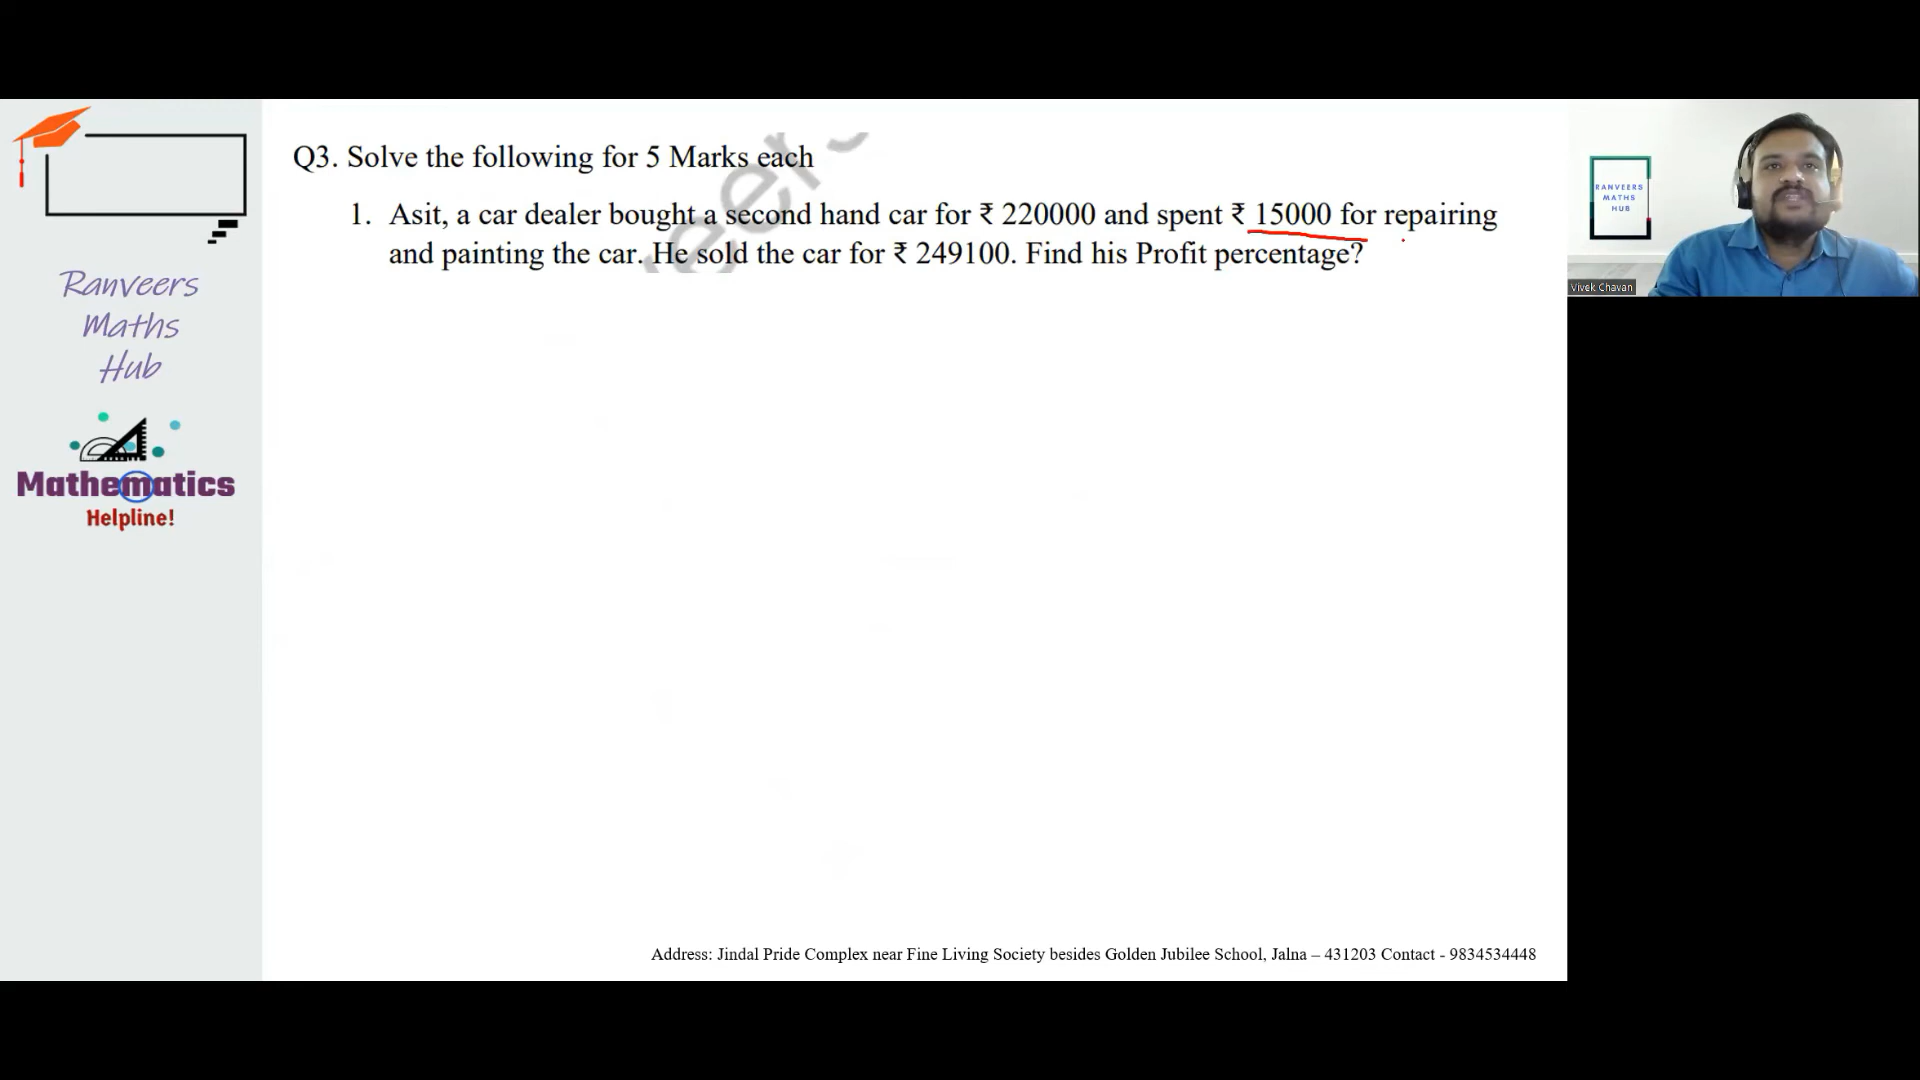 Q3. Solve the following for 5 Marks each
1. Asit, a car dealer bought a second hand car for ₹ 220000 and spent ₹ 15000 for repairing
and painting the car. He sold the car for ₹ 249100. Find his Profit percentage?
Ranveers
Maths
Hub
Mathematics
Helpline!
RANVEERS
MATHS
HUB
Vivek Chavan
Address: Jindal Pride Complex near Fine Living Society besides Golden Jubilee School, Jalna – 431203 Contact - 9834534448